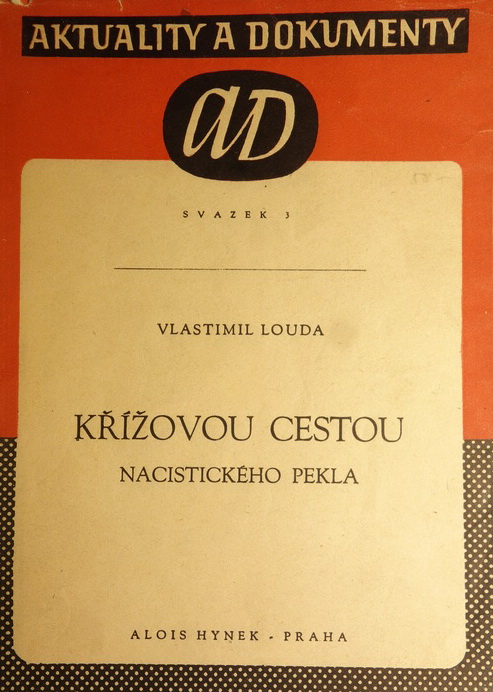 AKTUALITY A DOKUMENTY
AD
SVAZEK 3
VLASTIMIL LOUDA
KŘÍŽOVOU CESTOU
NACISTICKÉHO PEKLA
ALOIS HYNEK - PRAHA